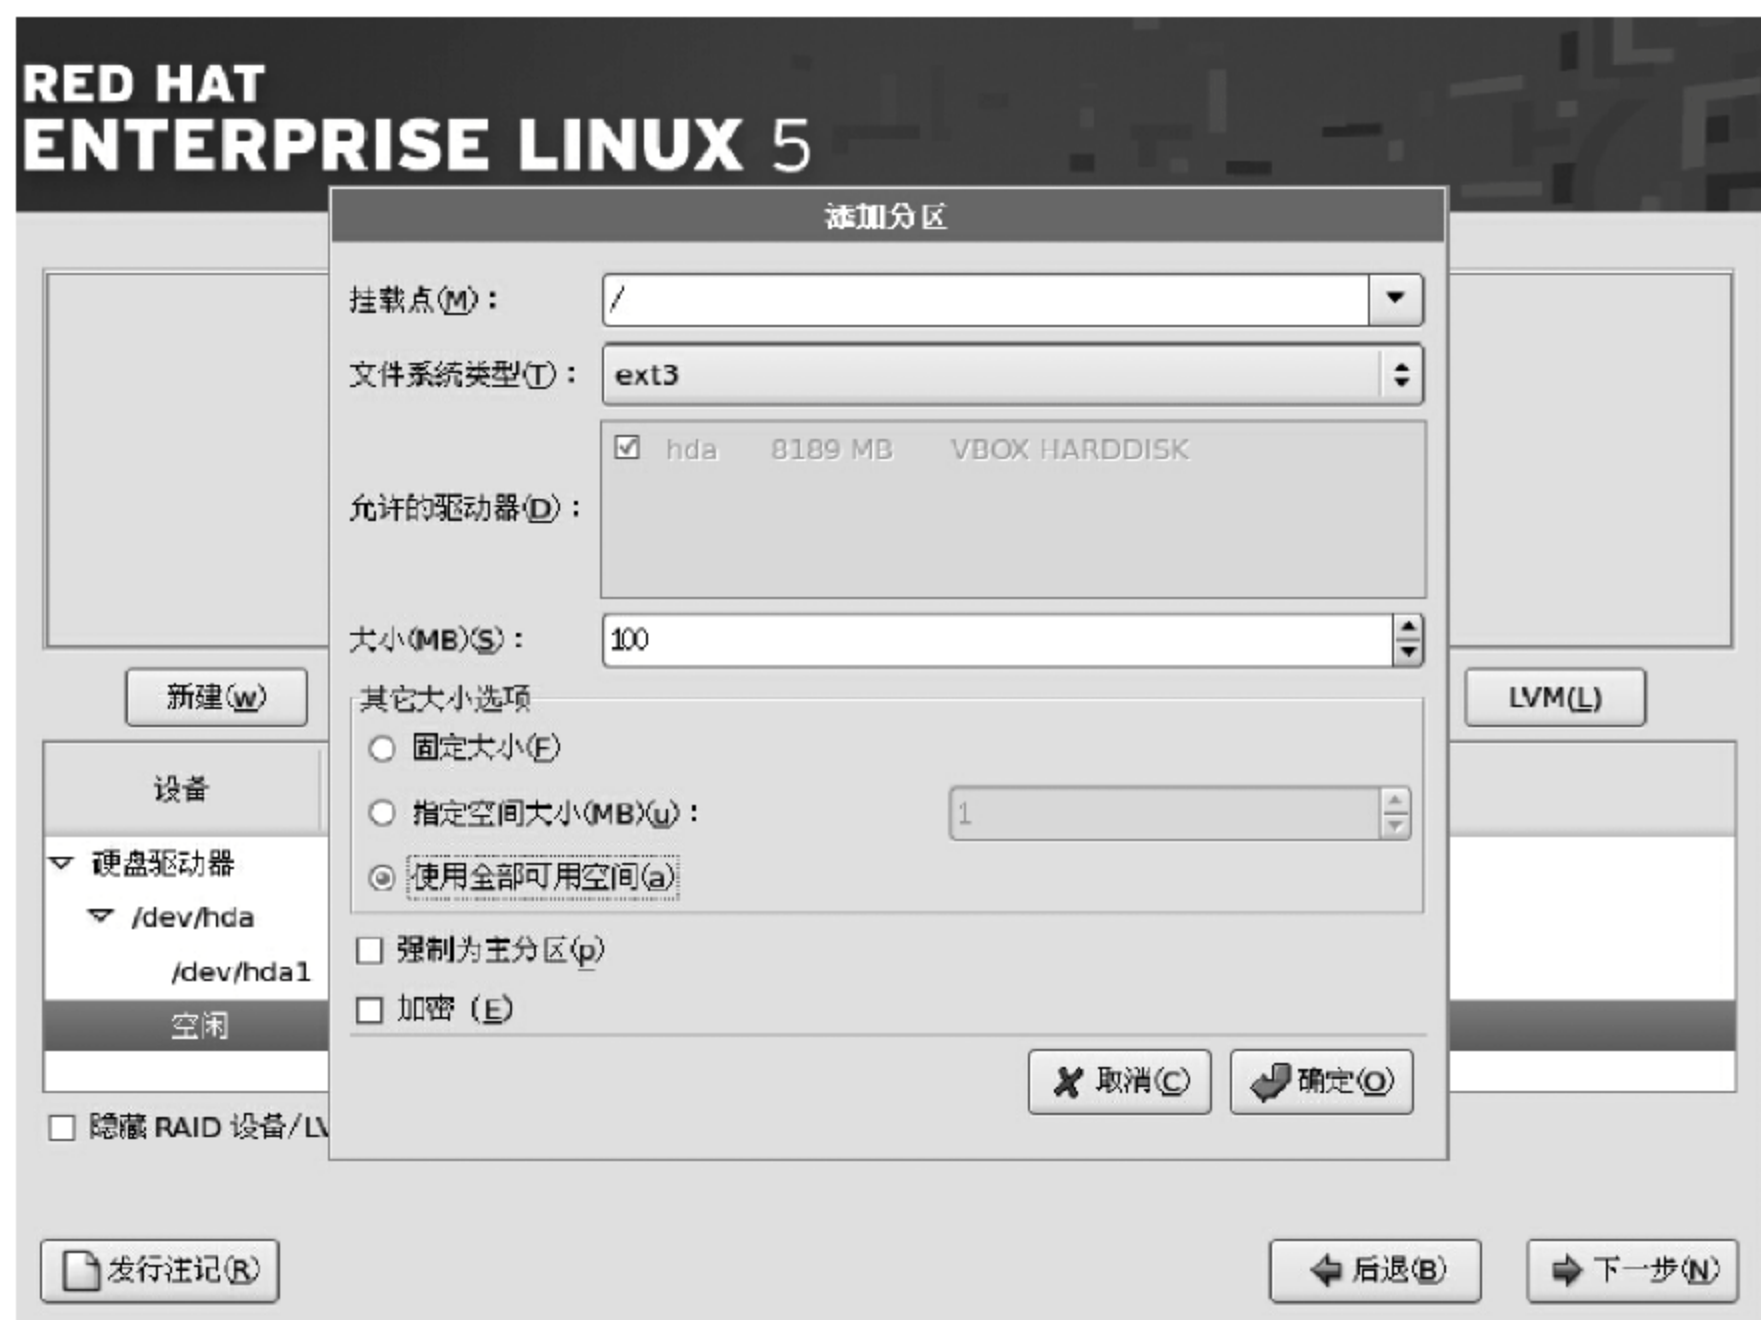 RED HAT
ENTERPRISE LINUX 5
添加分区
挂载点(M)：
/
文件系统类型(T)：
ext3
允许的驱动器(D)：
hda 8189 MB VBOX HARDDISK
大小(MB)(S)：
100
其它大小选项
固定大小(F)
指定空间大小(MB)(u)：
1
使用全部可用空间(a)
强制为主分区(p)
加密 (E)
取消(C)
确定(O)
新建(w)
LVM(L)
设备
硬盘驱动器
/dev/hda
/dev/hda1
空闲
隐藏 RAID 设备/LV
发行注记(R)
后退(B)
下一步(N)